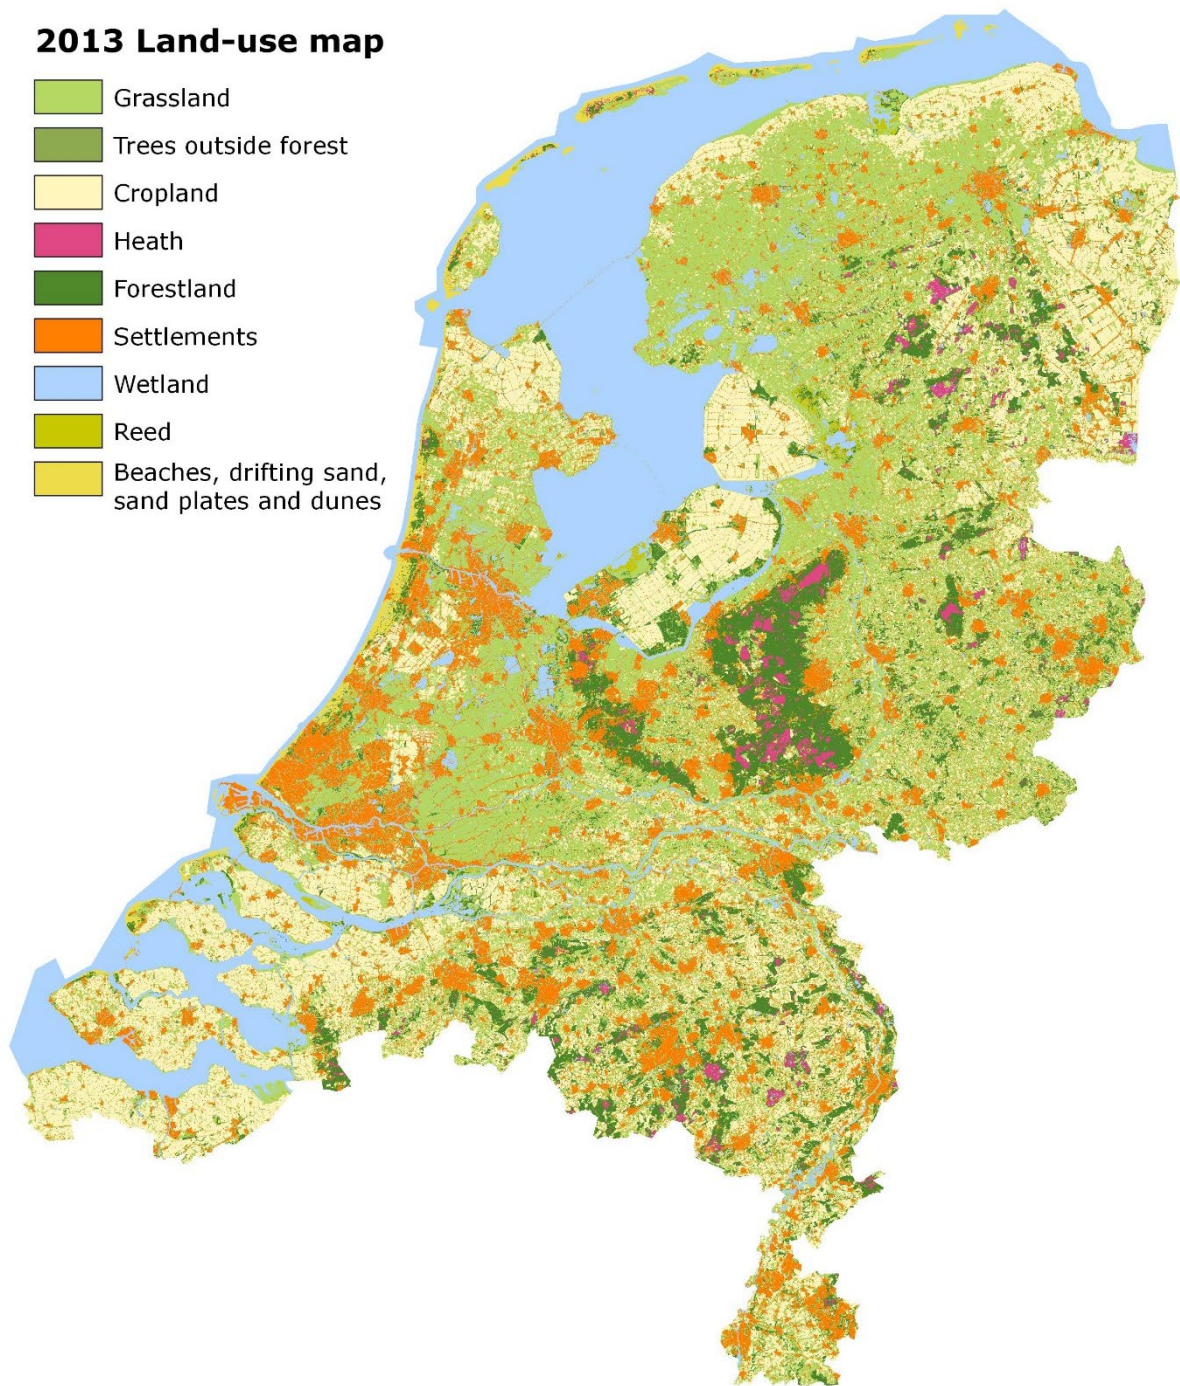 2013 Land-use map
Grassland
Trees outside forest
Cropland
Heath
Forestland
Settlements
Wetland
Reed
Beaches, drifting sand,
sand plates and dunes